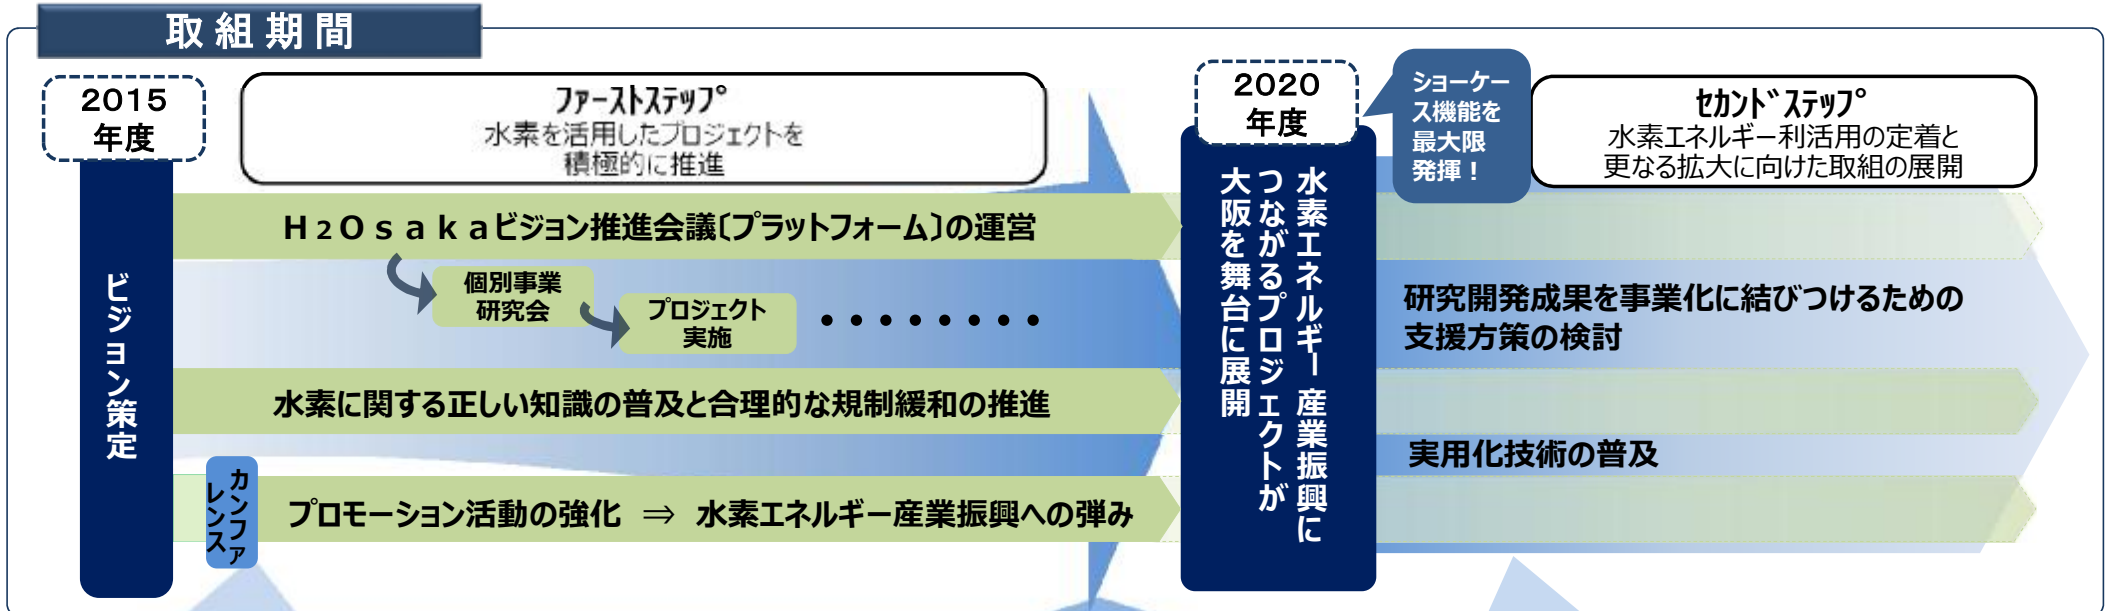 取組期間
2015
年度
ビジョン策定
ファーストステップ
水素を活用したプロジェクトを
積極的に推進
H2Osakaビジョン推進会議〔プラットフォーム〕の運営
個別事業
研究会
プロジェクト
実施
・・・・・・・・
水素に関する正しい知識の普及と合理的な規制緩和の推進
カンファ
レンス
プロモーション活動の強化 ⇒ 水素エネルギー産業振興への弾み
2020
年度
水素エネルギー産業振興に
つながるプロジェクトが
大阪を舞台に展開
ショーケー
ス機能を
最大限
発揮！
セカンドステップ
水素エネルギー利活用の定着と
更なる拡大に向けた取組の展開
研究開発成果を事業化に結びつけるための
支援方策の検討
実用化技術の普及